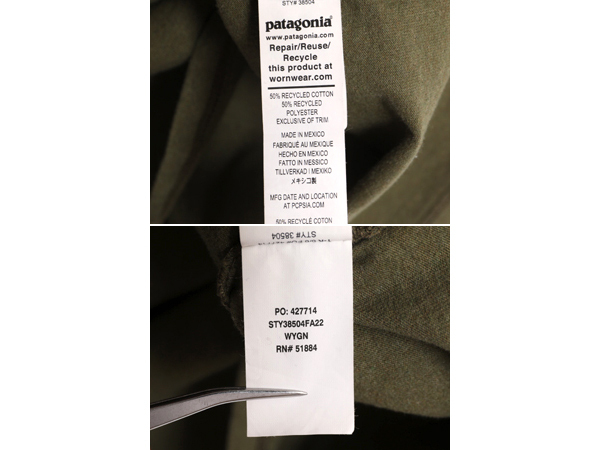 STY# 38504
patagonia
www.patagonia.com
Repair/Reuse/
Recycle
this product at
wornwear.com
50% RECYCLED COTTON
50% RECYCLED
POLYESTER
EXCLUSIVE OF TRIM
MADE IN MEXICO
FABRIQUÉ AU MEXIQUE
HECHO EN MEXICO
FATTO IN MESSICO
TILLVERKAD I MEXIKO
メキシコ製
MFG DATE AND LOCATION
AT PCPSIA.COM
50% RECYCLE COTON
STY# 38504
PO: 427714
STY38504FA22
WYGN
RN# 51884